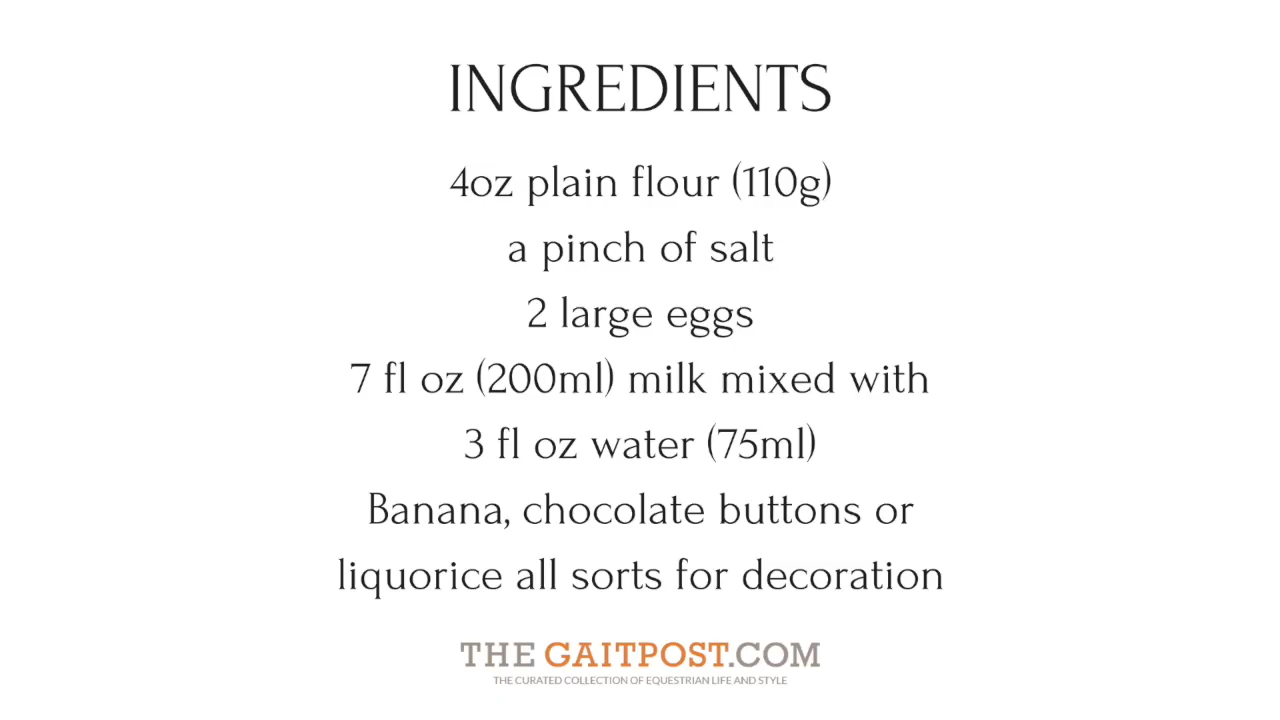 INGREDIENTS
4oz plain flour (110g)
a pinch of salt
2 large eggs
7 fl oz (200ml) milk mixed with
3 fl oz water (75ml)
Banana, chocolate buttons or
liquorice all sorts for decoration
THE GAITPOST.COM
THE CURATED COLLECTION OF EQUESTRIAN LIFE AND STYLE